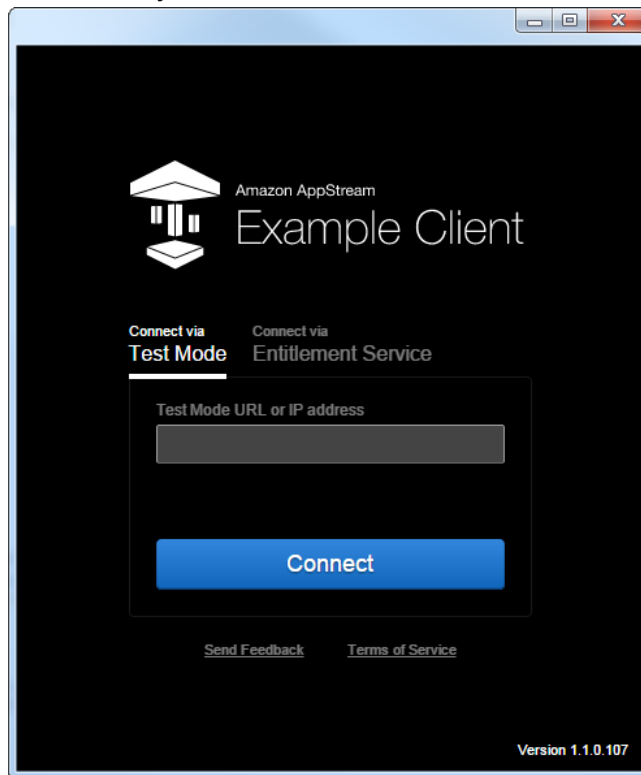 Amazon AppStream
Example Client
Connect via Connect via
Test Mode Entitlement Service
Test Mode URL or IP address
Connect
Send Feedback Terms of Service
Version 1.1.0.107